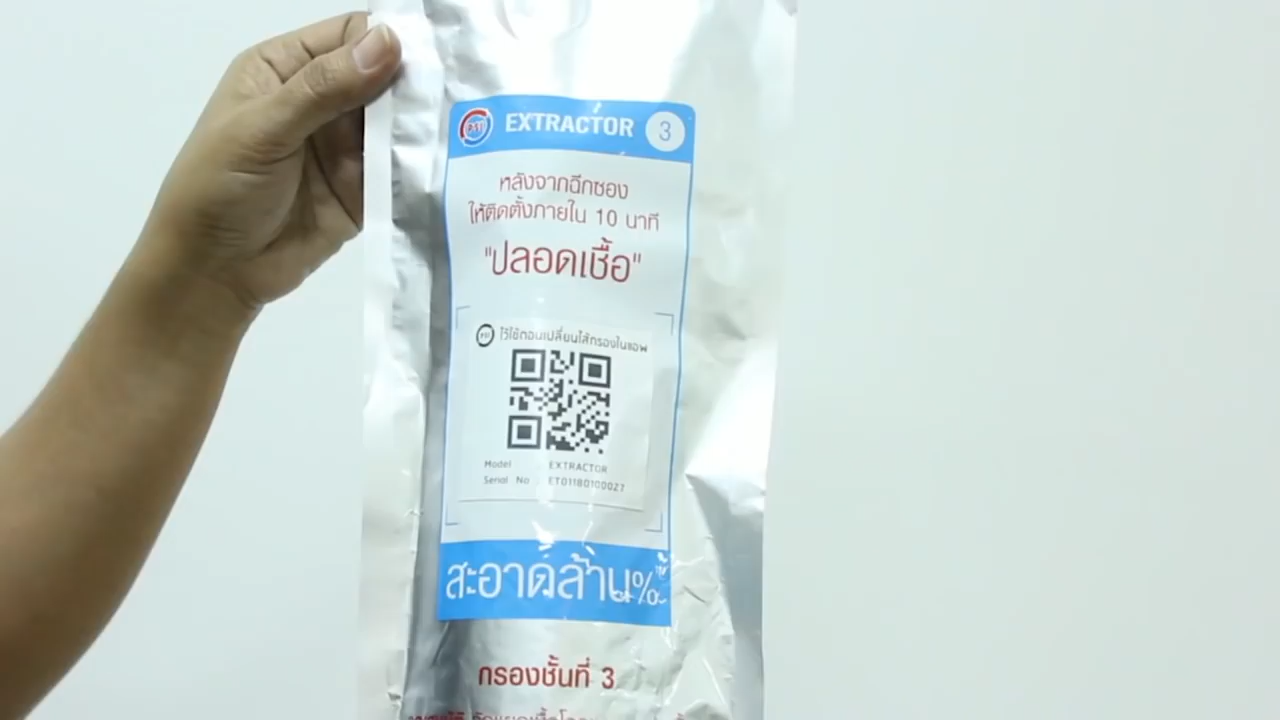 PSI EXTRACTOR 3
หลังจากฉีกซอง
ให้ติดตั้งภายใน 10 นาที
"ปลอดเชื้อ"
PSI ไว้ใช้ตอนเปลี่ยนไส้กรองในแอพ
Model EXTRACTOR
Serial No ET01180100027
สะอาดล้าน%
กรองชั้นที่ 3